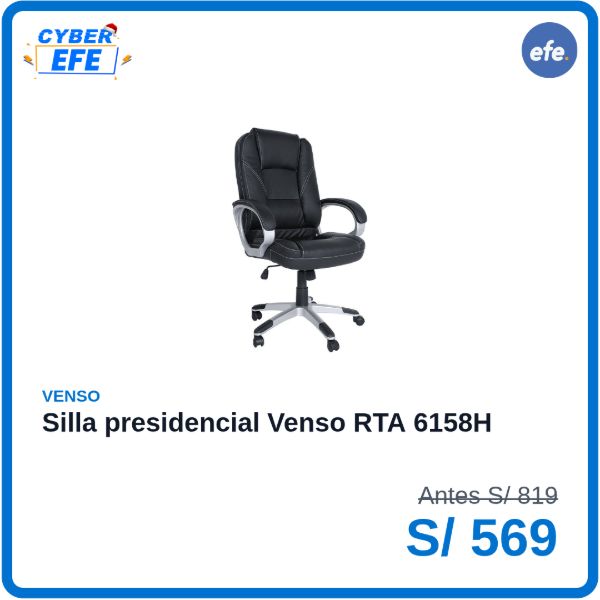 CYBER
EFE
efe.
VENSO
Silla presidencial Venso RTA 6158H
Antes S/ 819
S/ 569